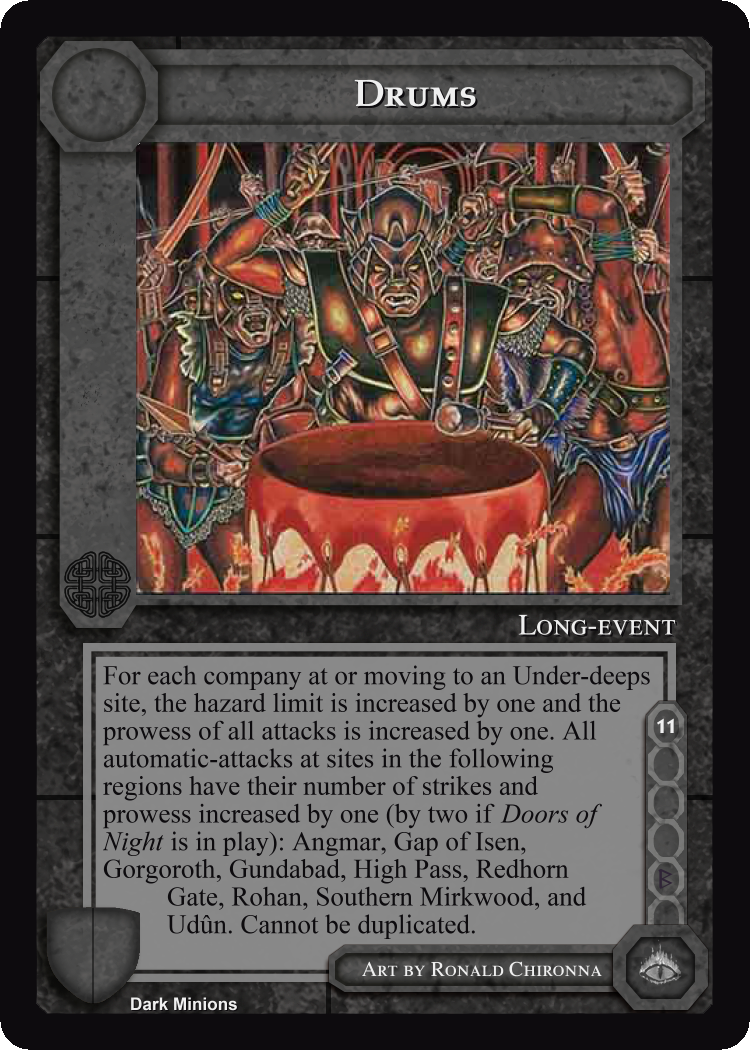 Drums
Long-event
For each company at or moving to an Under-deeps
site, the hazard limit is increased by one and the
prowess of all attacks is increased by one. All
automatic-attacks at sites in the following
regions have their number of strikes and
prowess increased by one (by two if Doors of
Night is in play): Angmar, Gap of Isen,
Gorgoroth, Gundabad, High Pass, Redhorn
Gate, Rohan, Southern Mirkwood, and
Udûn. Cannot be duplicated.
11
Art by Ronald Chironna
Dark Minions